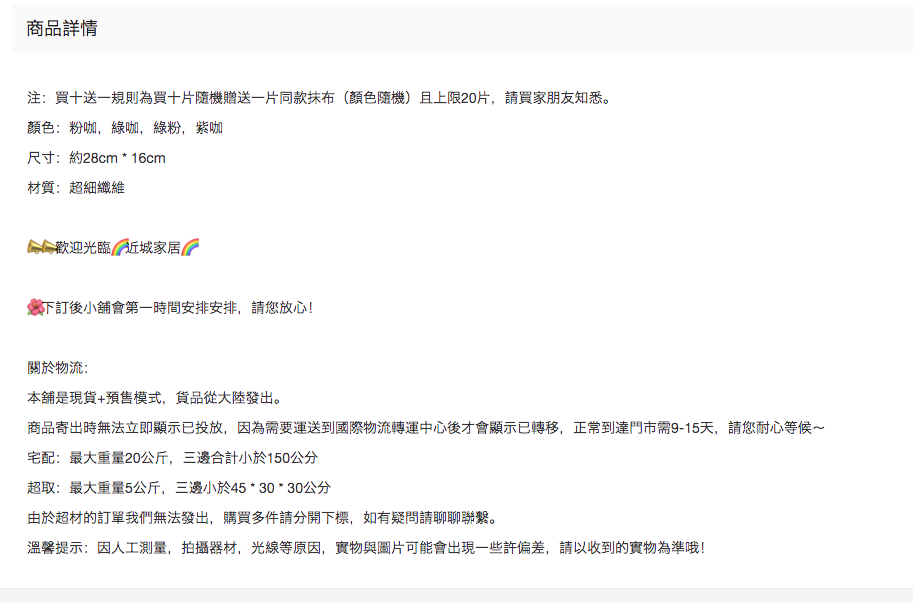 商品詳情
注：買十送一規則為買十片隨機贈送一片同款抹布（顏色隨機）且上限20片，請買家朋友知悉。
顏色：粉咖，綠咖，綠粉，紫咖
尺寸：約28cm * 16cm
材質：超細纖維
歡迎光臨🌈近城家居🌈
🌺下訂後小舖會第一時間安排安排，請您放心！
關於物流：
本舖是現貨+預售模式，貨品從大陸發出。
商品寄出時無法立即顯示已投放，因為需要運送到國際物流轉運中心後才會顯示已轉移，正常到達門市需9-15天，請您耐心等候～
宅配：最大重量20公斤，三邊合計小於150公分
超取：最大重量5公斤，三邊小於45 * 30 * 30公分
由於超材的訂單我們無法發出，購買多件請分開下標，如有疑問請聊聊聯繫。
溫馨提示：因人工測量，拍攝器材，光線等原因，實物與圖片可能會出現一些許偏差，請以收到的實物為準哦！